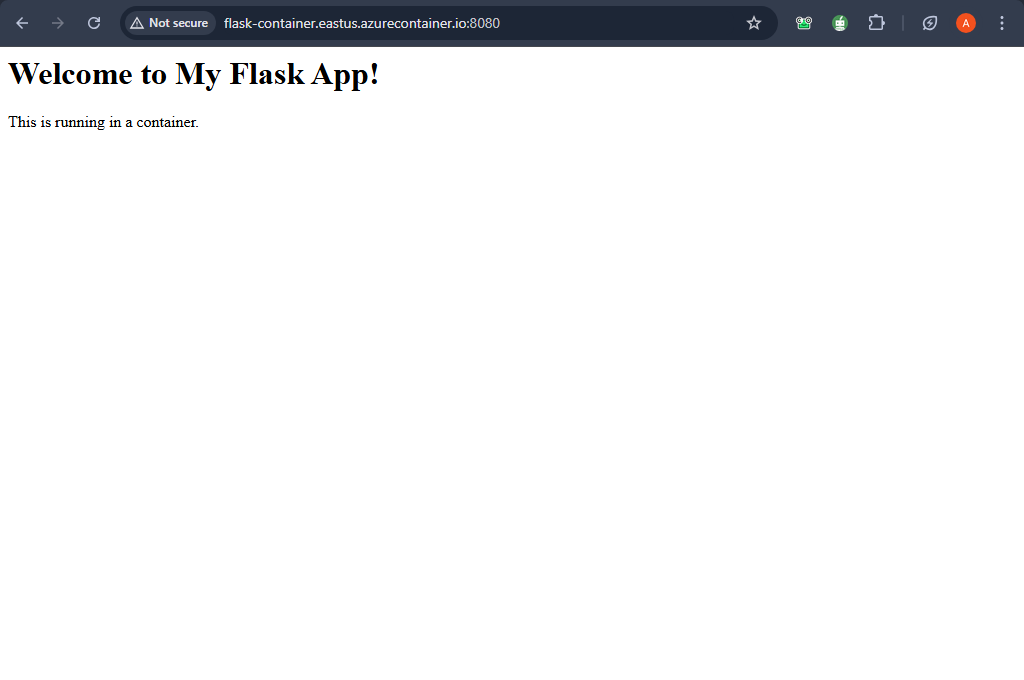 Not secure
flask-container.eastus.azurecontainer.io:8080
A
Welcome to My Flask App!
This is running in a container.